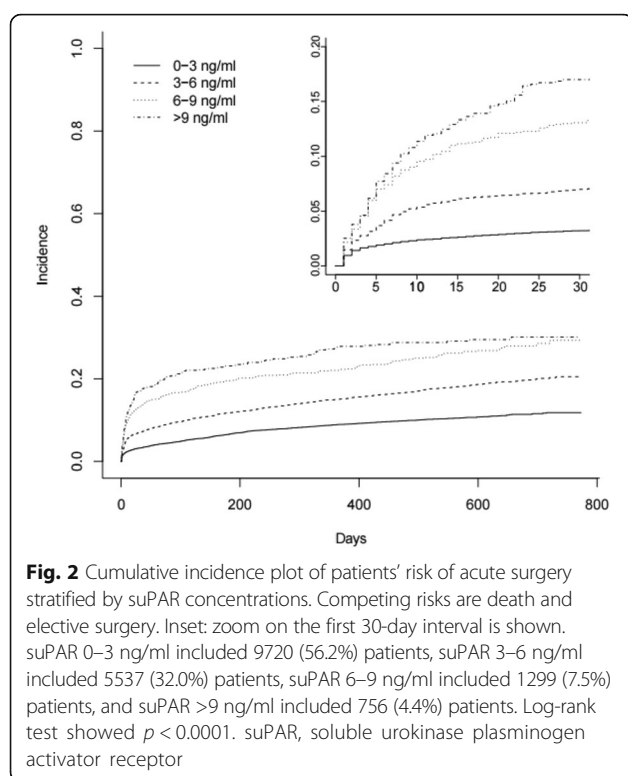 1.0
0.8
0.6
0.4
0.2
0.0
Incidence
0−3 ng/ml
3−6 ng/ml
6−9 ng/ml
>9 ng/ml
0.20
0.15
0.10
0.05
0.00
0 5 10 15 20 25 30
0 200 400 600 800
Days
Fig. 2 Cumulative incidence plot of patients’ risk of acute surgery
stratified by suPAR concentrations. Competing risks are death and
elective surgery. Inset: zoom on the first 30-day interval is shown.
suPAR 0–3 ng/ml included 9720 (56.2%) patients, suPAR 3–6 ng/ml
included 5537 (32.0%) patients, suPAR 6–9 ng/ml included 1299 (7.5%)
patients, and suPAR >9 ng/ml included 756 (4.4%) patients. Log-rank
test showed p < 0.0001. suPAR, soluble urokinase plasminogen
activator receptor